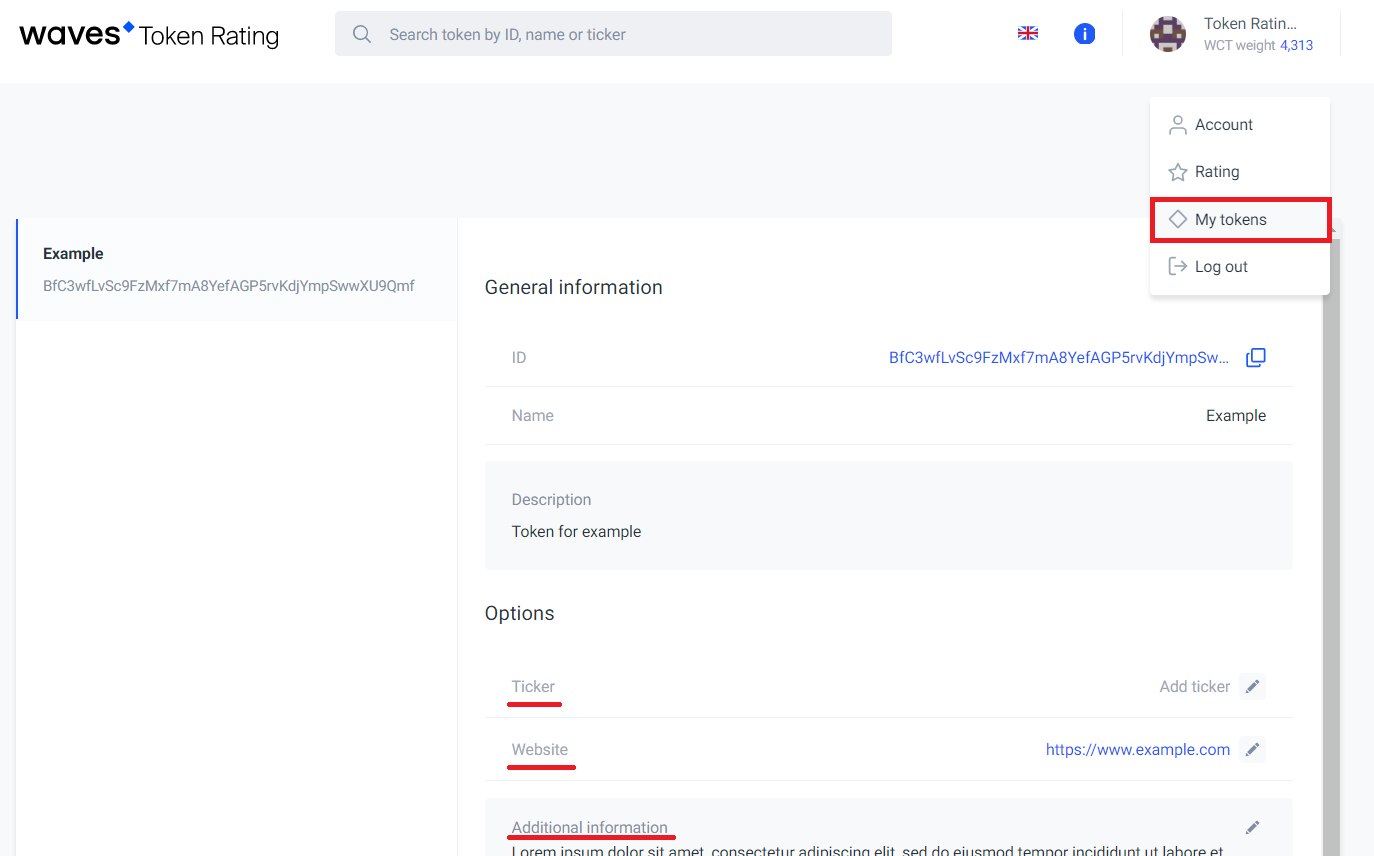 waves Token Rating
Search token by ID, name or ticker
Token Ratin...
WCT weight 4,313
Account
Rating
My tokens
Log out
Example
BfC3wfLvSc9FzMxf7mA8YefAGP5rvKdjYmpSwwXU9Qmf
General information
ID
BfC3wfLvSc9FzMxf7mA8YefAGP5rvKdjYmpSw...
Name
Example
Description
Token for example
Options
Ticker
Add ticker
Website
https://www.example.com
Additional information
Lorem ipsum dolor sit amet, consectetur adipiscing elit, sed do eiusmod tempor incididunt ut labore et